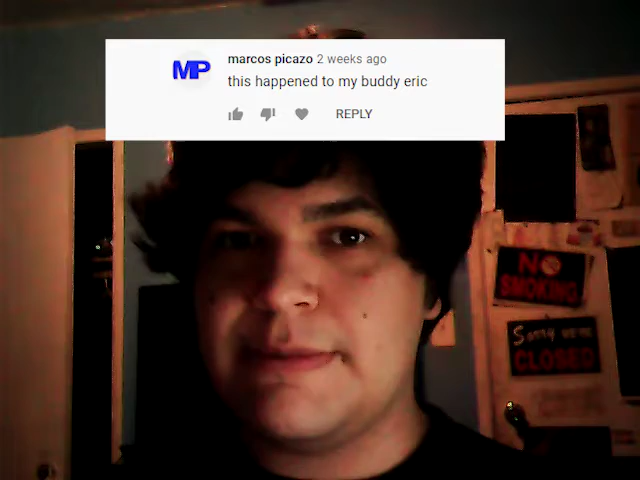 MP
marcos picazo 2 weeks ago
this happened to my buddy eric
REPLY
NO
SMOKING
Sorry we're
CLOSED